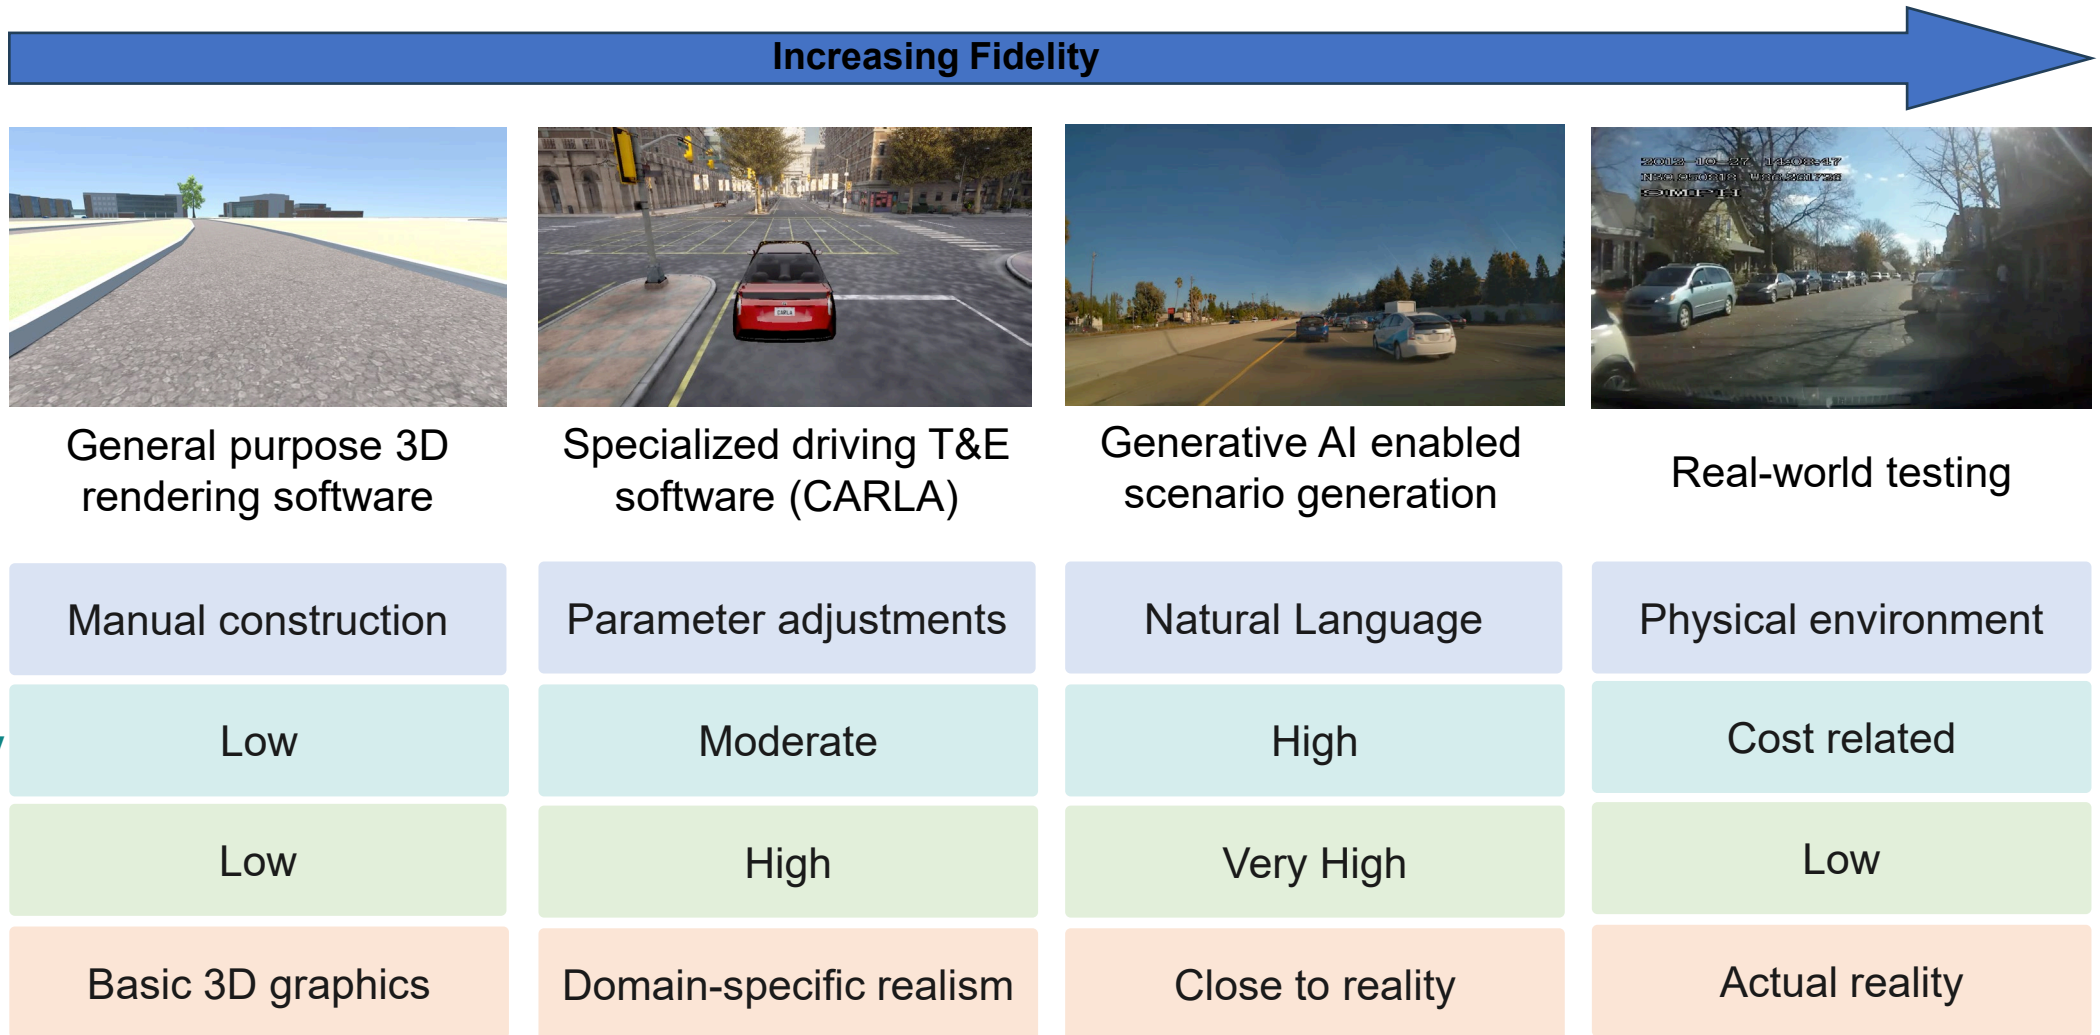 Increasing Fidelity
CARLA
9MPH
General purpose 3D
rendering software
Specialized driving T&E
software (CARLA)
Generative AI enabled
scenario generation
Real-world testing
Manual construction
Parameter adjustments
Natural Language
Physical environment
Low
Moderate
High
Cost related
Low
High
Very High
Low
Basic 3D graphics
Domain-specific realism
Close to reality
Actual reality